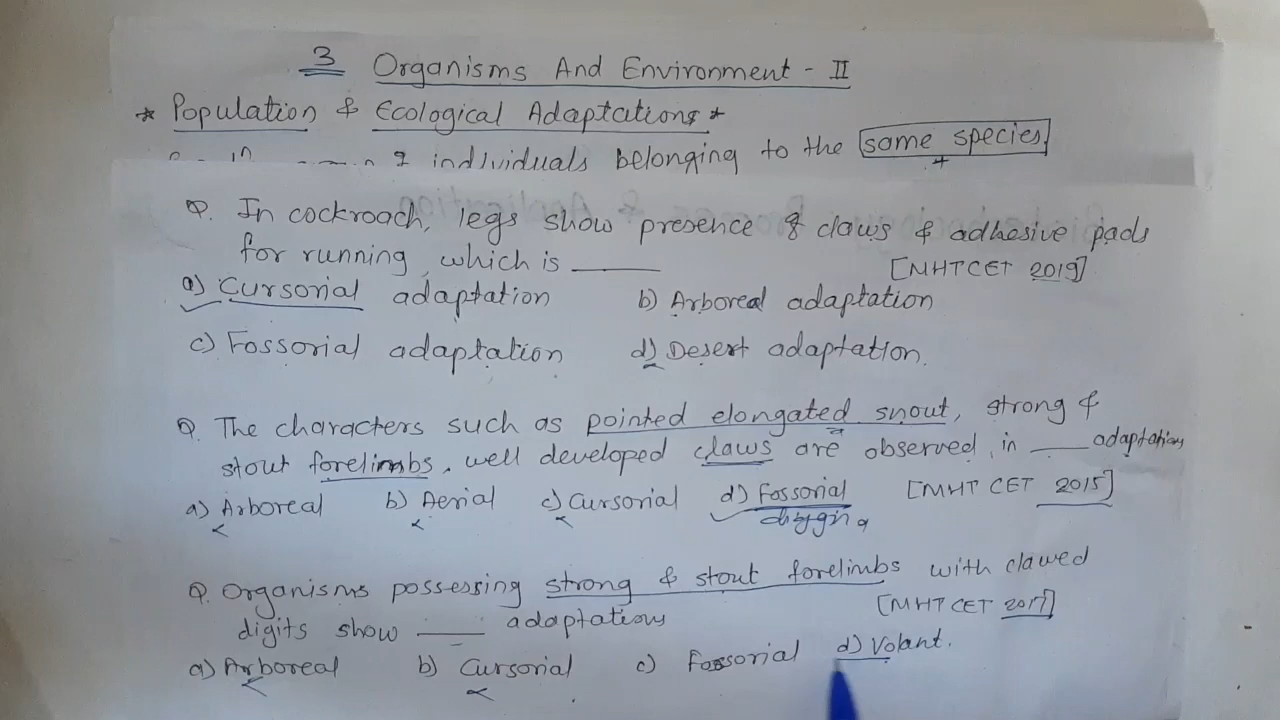 3 Organisms And Environment - II
* Population & Ecological Adaptations *
individuals belonging to the same species
Q. In cockroach, legs show presence of claws & adhesive pads
for running, which is ______
[MHTCET 2019]
a) Cursorial adaptation b) Arboreal adaptation
c) Fossorial adaptation d) Desert adaptation.
Q. The characters such as pointed elongated snout, strong &
stout forelimbs, well developed claws are observed in ____ adaptations
a) Arboreal b) Aerial c) Cursorial d) Fossorial [MHT CET 2015]
Q. Organisms possessing strong & stout forelimbs with clawed
digits show ____ adaptations [MHT CET 2017]
a) Arboreal b) Cursorial c) Fossorial d) Volant.